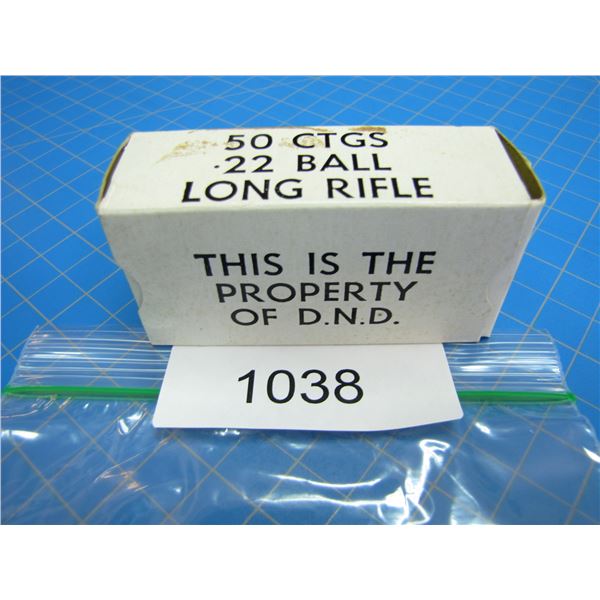 50 CTGS
.22 BALL
LONG RIFLE
THIS IS THE
PROPERTY
OF D.N.D.
1038